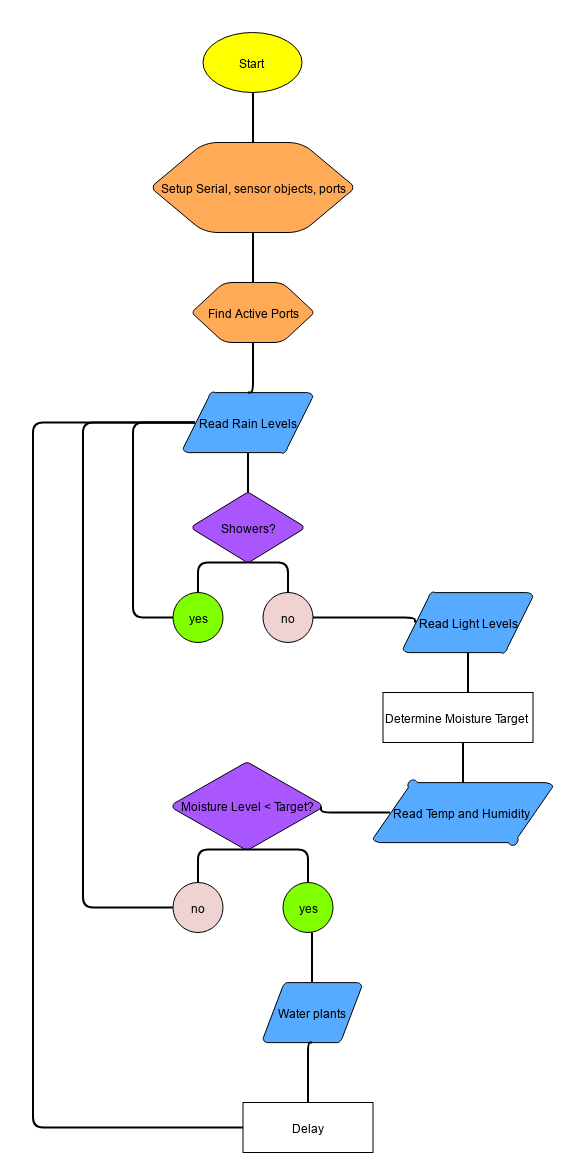 Start
Setup Serial, sensor objects, ports
Find Active Ports
Read Rain Levels
Showers?
yes
no
Read Light Levels
Determine Moisture Target
Read Temp and Humidity
Moisture Level < Target?
no
yes
Water plants
Delay